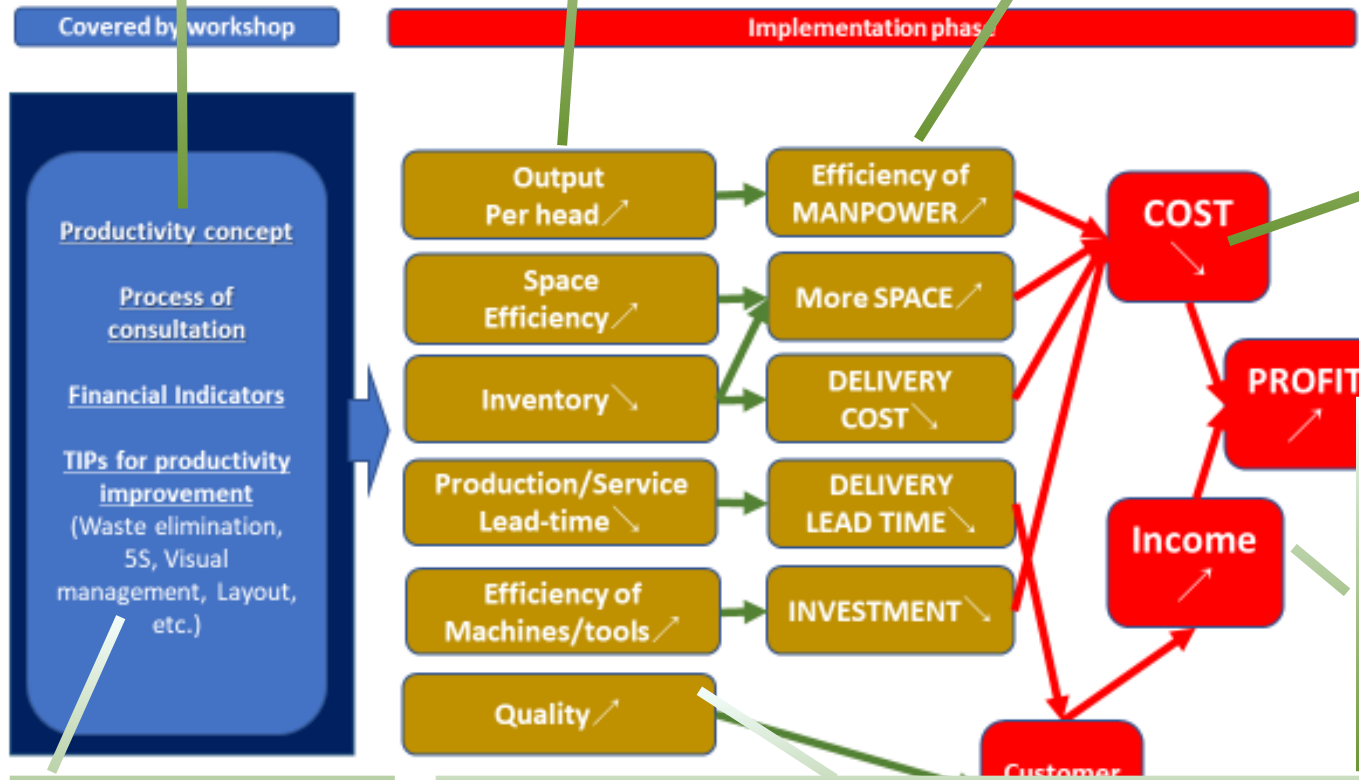 Covered by workshop
Implementation phase
Productivity concept
Process of
consultation
Financial Indicators
TIPs for productivity
improvement
(Waste elimination,
5S, Visual
management, Layout,
etc.)
Output
Per head↗
Space
Efficiency↗
Inventory↘
Production/Service
Lead-time↘
Efficiency of
Machines/tools↗
Quality↗
Efficiency of
MANPOWER↗
More SPACE↗
DELIVERY
COST↘
DELIVERY
LEAD TIME↘
INVESTMENT↘
COST
↘
PROFIT
↗
Income
↗
Customer